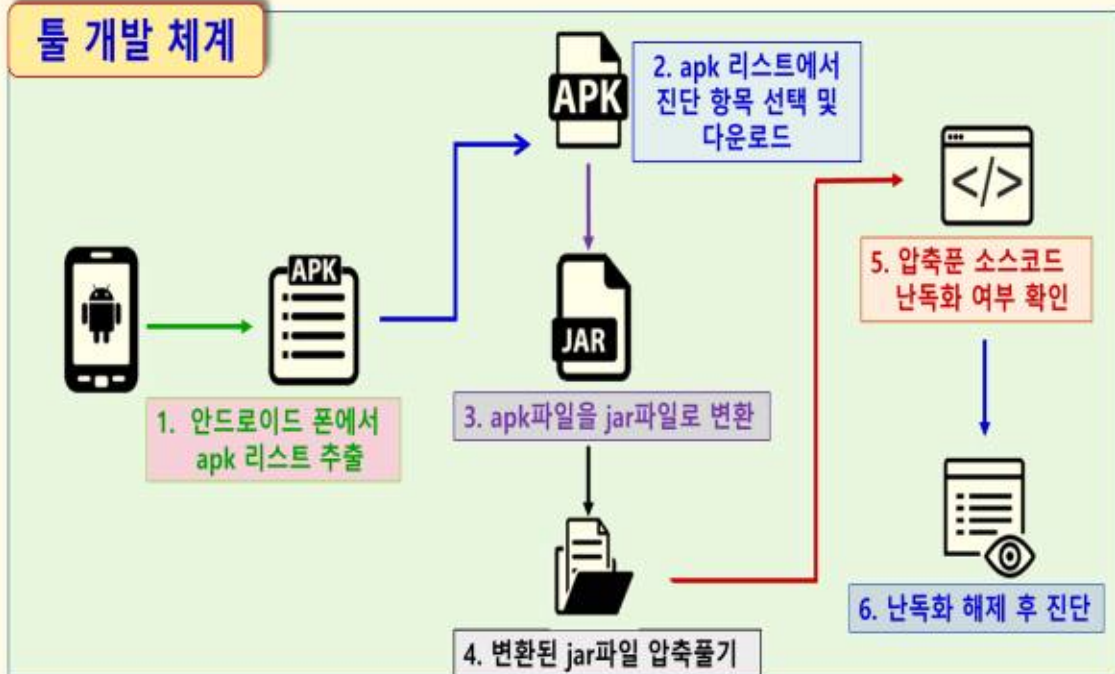 툴 개발 체계
APK
2. apk 리스트에서
진단 항목 선택 및
다운로드
</>
APK
JAR
5. 압축푼 소스코드
난독화 여부 확인
1. 안드로이드 폰에서
apk 리스트 추출
3. apk파일을 jar파일로 변환
6. 난독화 해제 후 진단
4. 변환된 jar파일 압축풀기